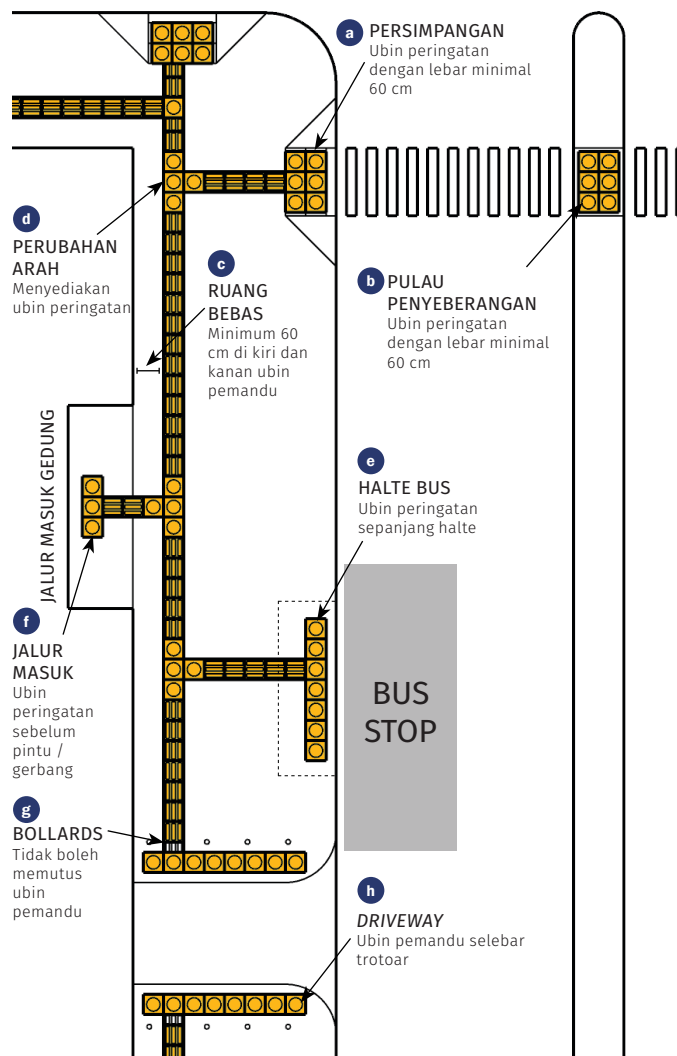 a
PERSIMPANGAN
Ubin peringatan
dengan lebar minimal
60 cm
d
PERUBAHAN
ARAH
Menyediakan
ubin peringatan
c
RUANG
BEBAS
Minimum 60
cm di kiri dan
kanan ubin
pemandu
b
PULAU
PENYEBERANGAN
Ubin peringatan
dengan lebar minimal
60 cm
JALUR MASUK GEDUNG
e
HALTE BUS
Ubin peringatan
sepanjang halte
f
JALUR
MASUK
Ubin
peringatan
sebelum
pintu /
gerbang
BUS
STOP
g
BOLLARDS
Tidak boleh
memutus
ubin
pemandu
h
DRIVEWAY
Ubin pemandu selebar
trotoar